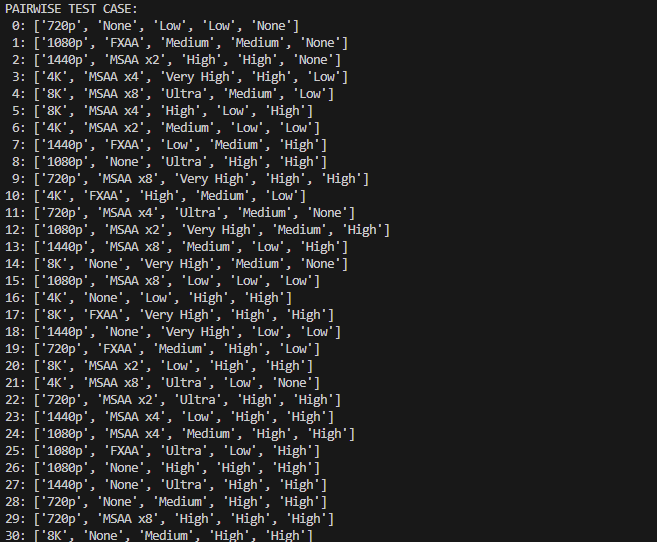 PAIRWISE TEST CASE:
0: ['720p', 'None', 'Low', 'Low', 'None']
1: ['1080p', 'FXAA', 'Medium', 'Medium', 'None']
2: ['1440p', 'MSAA x2', 'High', 'High', 'None']
3: ['4K', 'MSAA x4', 'Very High', 'High', 'Low']
4: ['8K', 'MSAA x8', 'Ultra', 'Medium', 'Low']
5: ['8K', 'MSAA x4', 'High', 'Low', 'High']
6: ['4K', 'MSAA x2', 'Medium', 'Low', 'Low']
7: ['1440p', 'FXAA', 'Low', 'Medium', 'High']
8: ['1080p', 'None', 'Ultra', 'High', 'High']
9: ['720p', 'MSAA x8', 'Very High', 'High', 'High']
10: ['4K', 'FXAA', 'High', 'Medium', 'Low']
11: ['720p', 'MSAA x4', 'Ultra', 'Medium', 'None']
12: ['1080p', 'MSAA x2', 'Very High', 'Medium', 'High']
13: ['1440p', 'MSAA x8', 'Medium', 'Low', 'High']
14: ['8K', 'None', 'Very High', 'Medium', 'None']
15: ['1080p', 'MSAA x8', 'Low', 'Low', 'Low']
16: ['4K', 'None', 'Low', 'High', 'High']
17: ['8K', 'FXAA', 'Very High', 'High', 'High']
18: ['1440p', 'None', 'Very High', 'Low', 'Low']
19: ['720p', 'FXAA', 'Medium', 'High', 'Low']
20: ['8K', 'MSAA x2', 'Low', 'High', 'High']
21: ['4K', 'MSAA x8', 'Ultra', 'Low', 'None']
22: ['720p', 'MSAA x2', 'Ultra', 'High', 'High']
23: ['1440p', 'MSAA x4', 'Low', 'High', 'High']
24: ['1080p', 'MSAA x4', 'Medium', 'High', 'High']
25: ['1080p', 'FXAA', 'Ultra', 'Low', 'High']
26: ['1080p', 'None', 'High', 'High', 'High']
27: ['1440p', 'None', 'Ultra', 'High', 'High']
28: ['720p', 'None', 'Medium', 'High', 'High']
29: ['720p', 'MSAA x8', 'High', 'High', 'High']
30: ['8K', 'None', 'Medium', 'High', 'High']